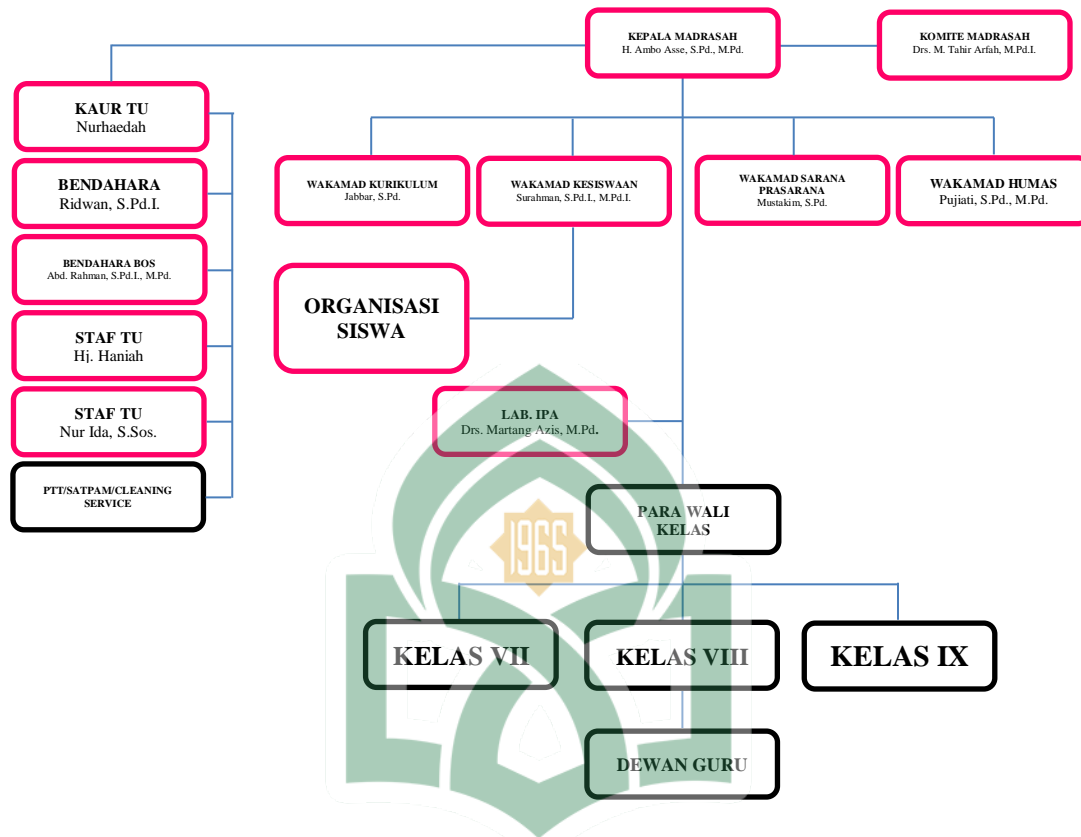 KEPALA MADRASAH
H. Ambo Asse, S.Pd., M.Pd.
KOMITE MADRASAH
Drs. M. Tahir Arfah, M.Pd.I.
KAUR TU
Nurhaedah
BENDAHARA
Ridwan, S.Pd.I.
BENDAHARA BOS
Abd. Rahman, S.Pd.I., M.Pd.
STAF TU
Hj. Haniah
STAF TU
Nur Ida, S.Sos.
PTT/SATPAM/CLEANING
SERVICE
WAKAMAD KURIKULUM
Jabbar, S.Pd.
WAKAMAD KESISWAAN
Surahman, S.Pd.I., M.Pd.I.
WAKAMAD SARANA
PRASARANA
Mustakim, S.Pd.
WAKAMAD HUMAS
Pujiati, S.Pd., M.Pd.
ORGANISASI
SISWA
LAB. IPA
Drs. Martang Azis, M.Pd.
PARA WALI
KELAS
1965
KELAS VII
KELAS VIII
KELAS IX
DEWAN GURU